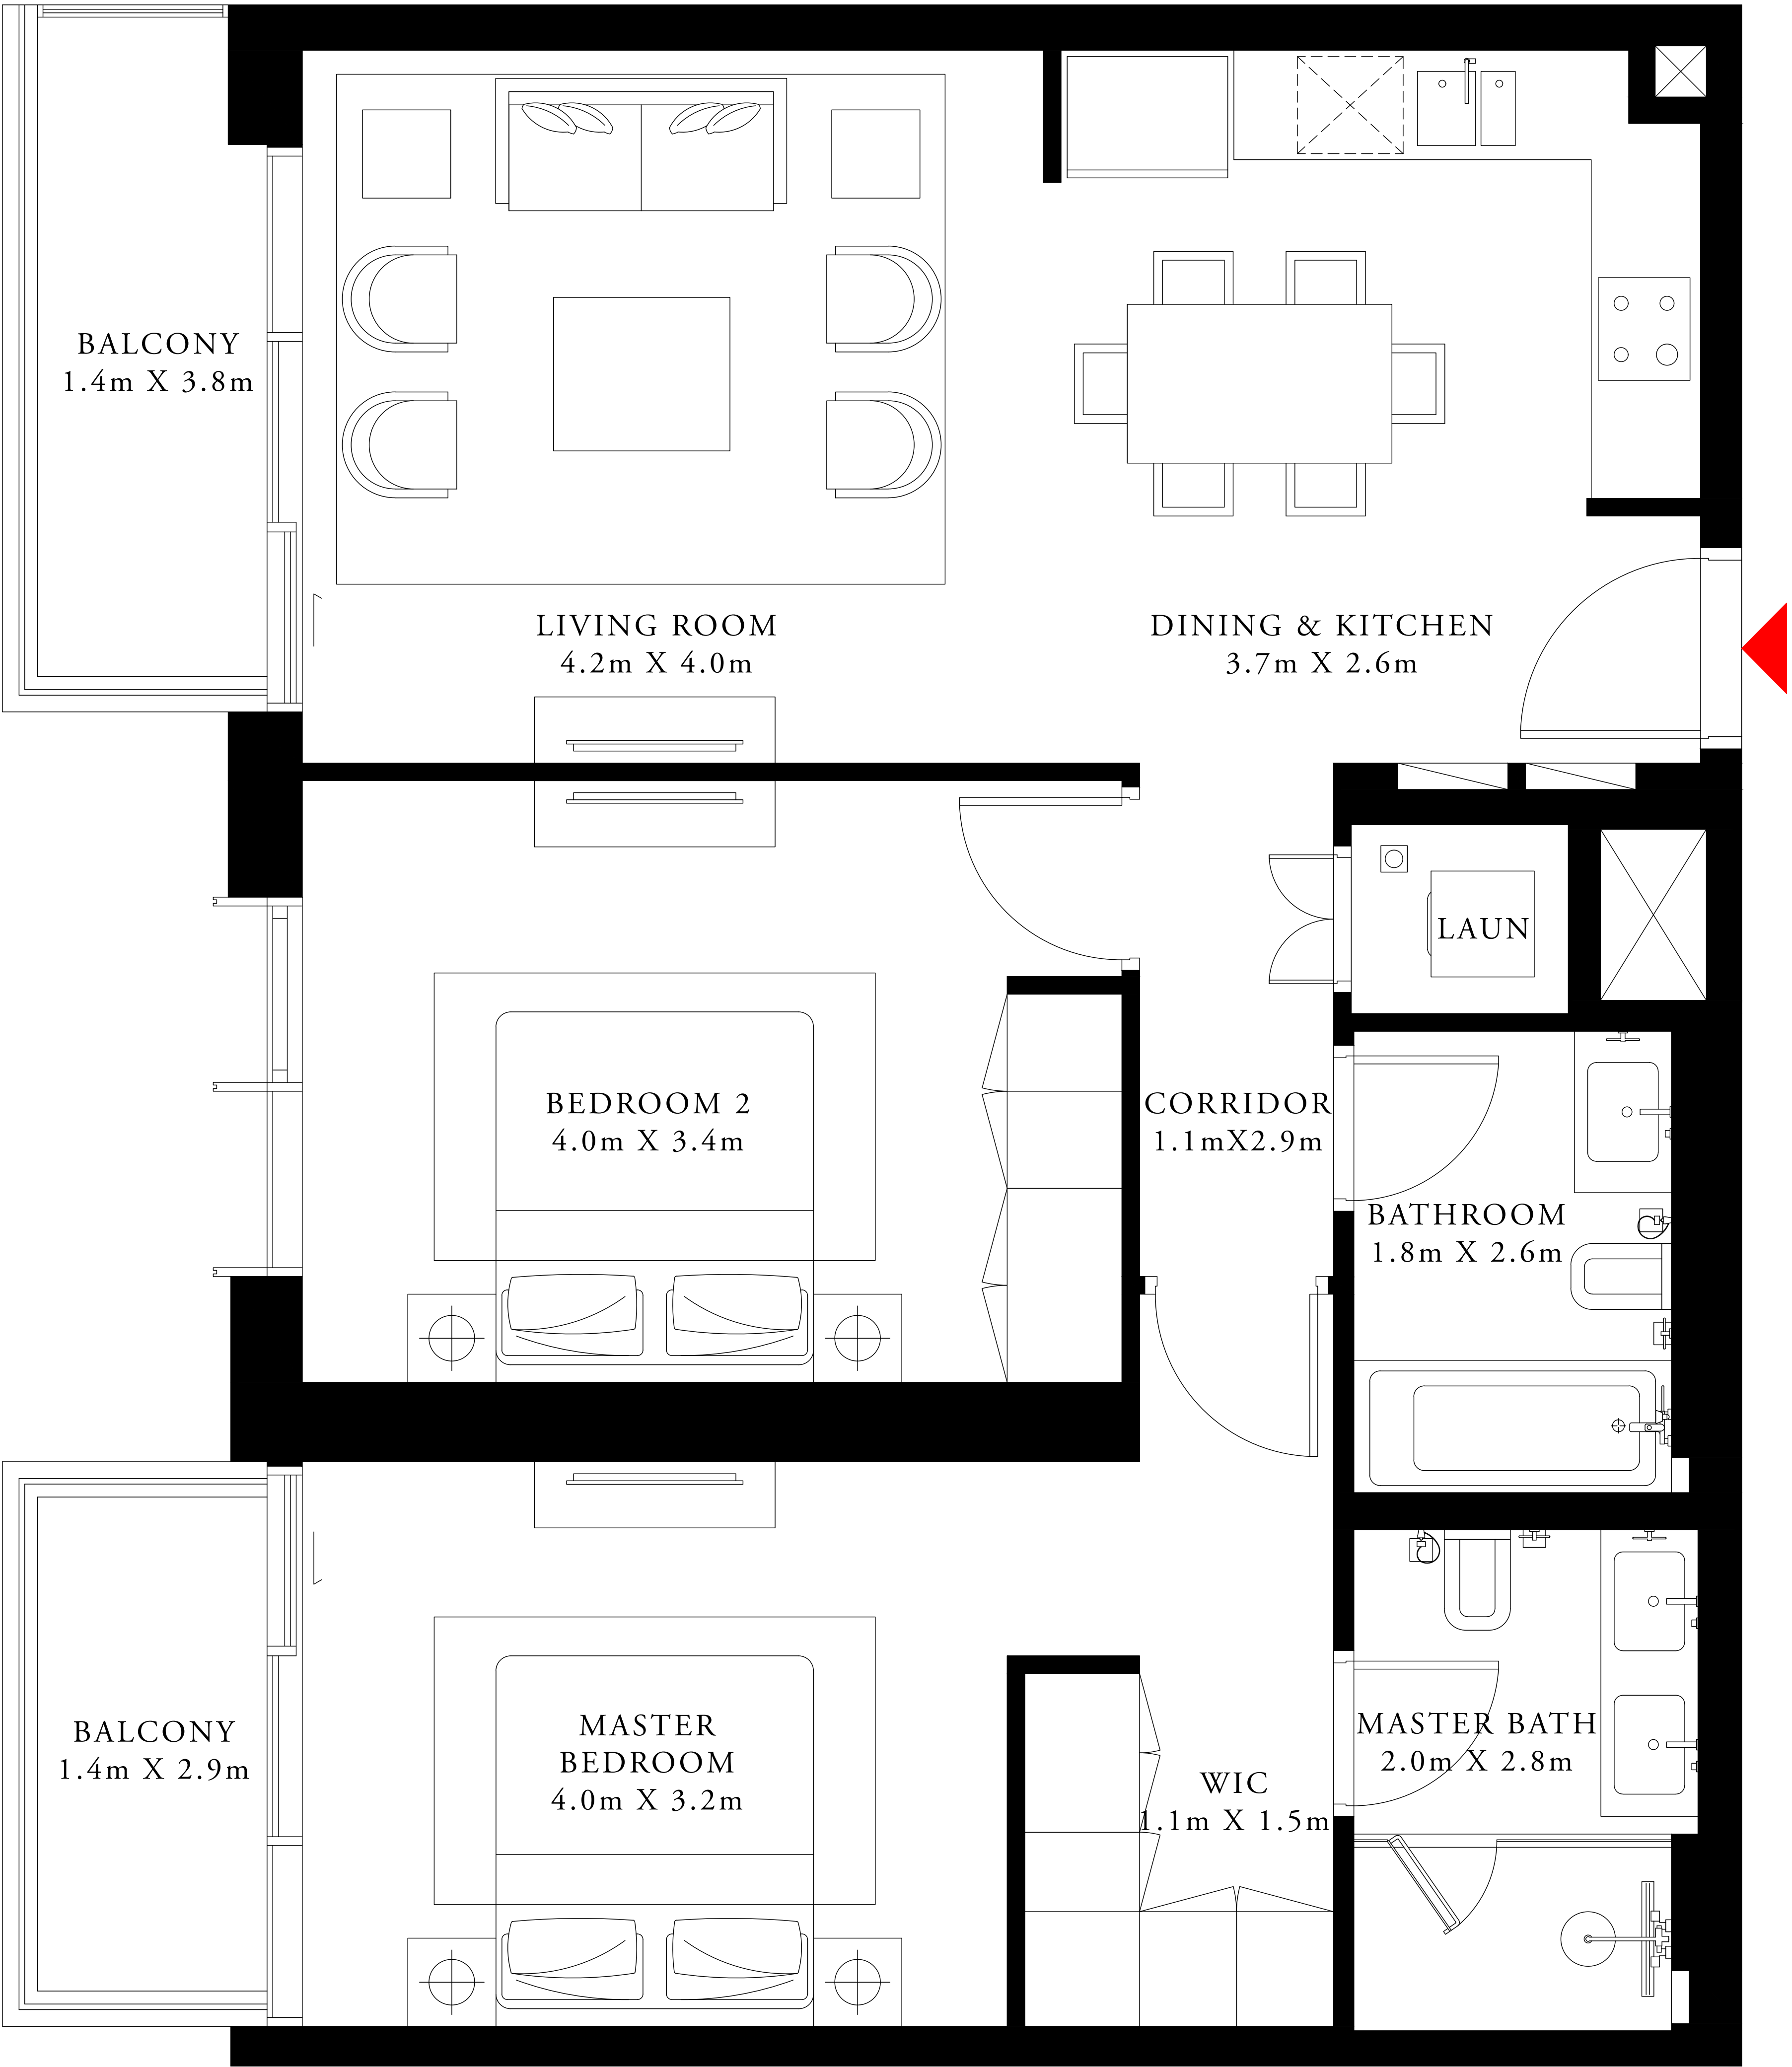 BALCONY
1.4m X 3.8m
LIVING ROOM
4.2m X 4.0m
DINING & KITCHEN
3.7m X 2.6m
LAUN
BEDROOM 2
4.0m X 3.4m
CORRIDOR
1.1mX2.9m
BATHROOM
1.8m X 2.6m
BALCONY
1.4m X 2.9m
MASTER
BEDROOM
4.0m X 3.2m
WIC
1.1m X 1.5m
MASTER BATH
2.0m X 2.8m